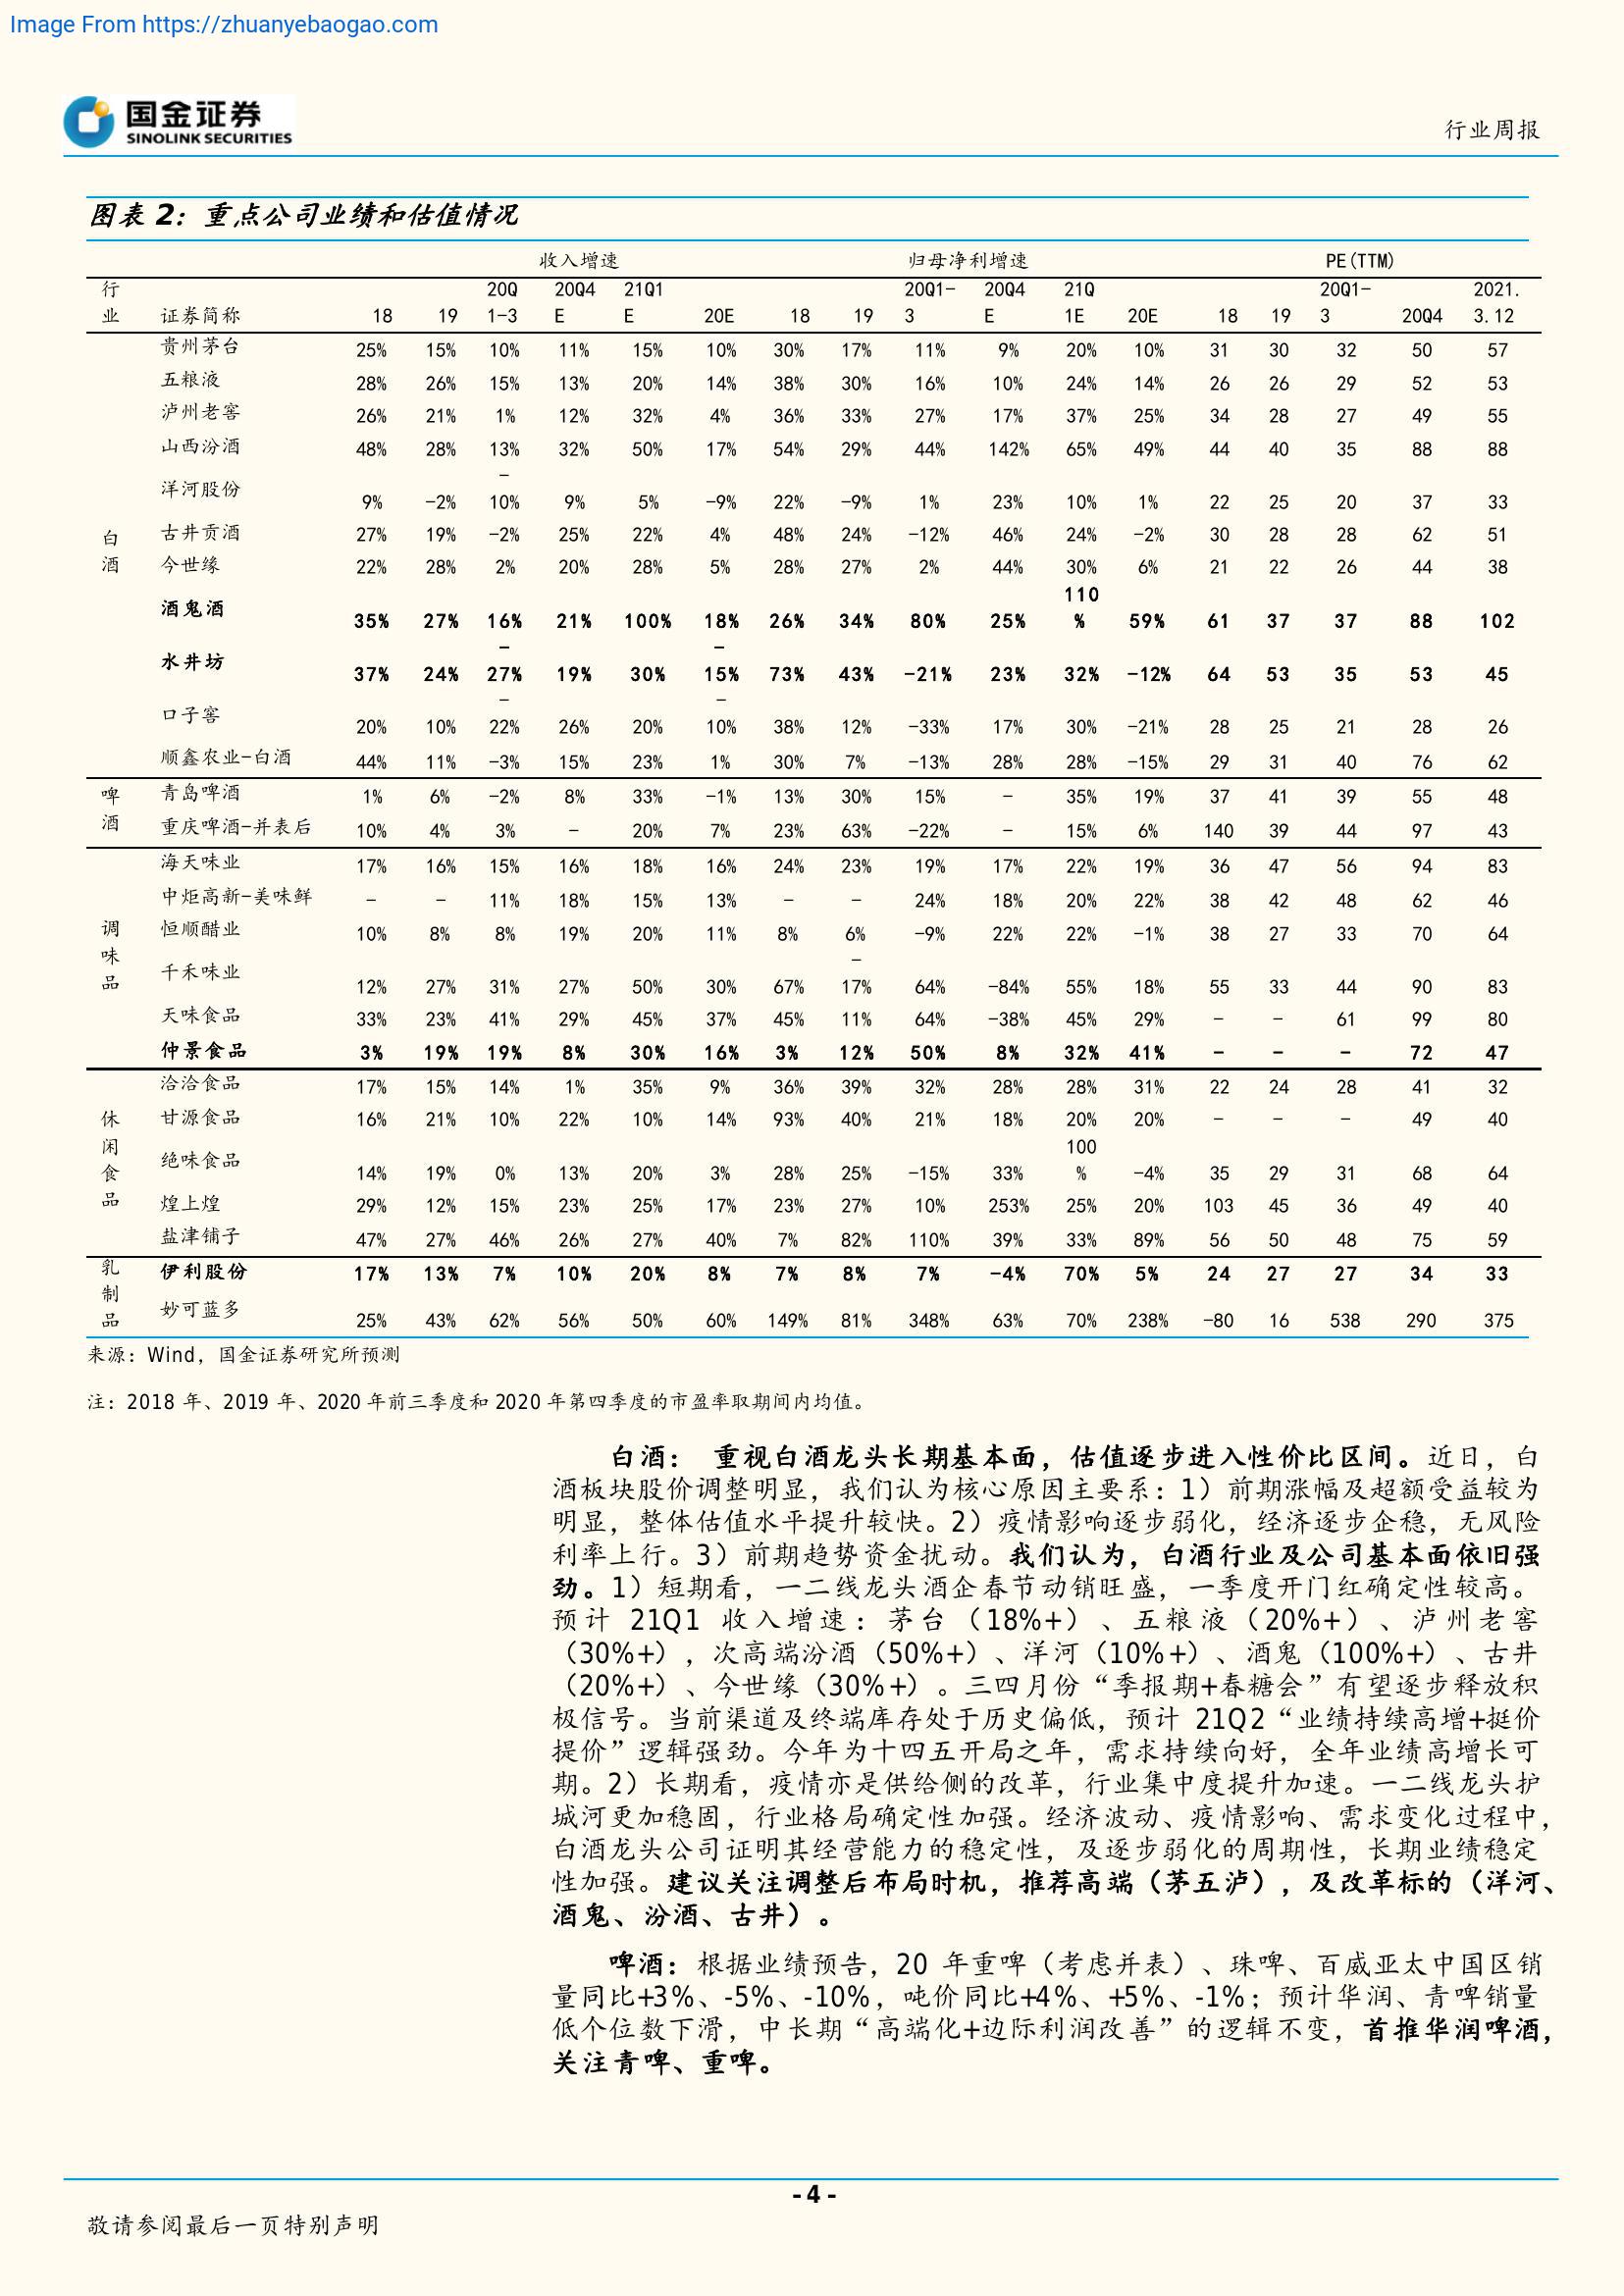 Image From https://zhuanyebaogao.com
国金证券
SINOLINK SECURITIES
行业周报
图表 2：重点公司业绩和估值情况
收入增速 归母净利增速 PE(TTM)
行 20Q 20Q4 21Q1 20Q1- 20Q4 21Q 20Q1- 2021.
业 证券简称 18 19 1-3 E E 20E 18 19 3 E 1E 20E 18 19 3 20Q4 3.12
贵州茅台 25% 15% 10% 11% 15% 10% 30% 17% 11% 9% 20% 10% 31 30 32 50 57
五粮液 28% 26% 15% 13% 20% 14% 38% 30% 16% 10% 24% 14% 26 26 29 52 53
泸州老窖 26% 21% 1% 12% 32% 4% 36% 33% 27% 17% 37% 25% 34 28 27 49 55
山西汾酒 48% 28% 13% 32% 50% 17% 54% 29% 44% 142% 65% 49% 44 40 35 88 88
-
洋河股份 9% -2% 10% 9% 5% -9% 22% -9% 1% 23% 10% 1% 22 25 20 37 33
白 古井贡酒 27% 19% -2% 25% 22% 4% 48% 24% -12% 46% 24% -2% 30 28 28 62 51
酒 今世缘 22% 28% 2% 20% 28% 5% 28% 27% 2% 44% 30% 6% 21 22 26 44 38
110
酒鬼酒 35% 27% 16% 21% 100% 18% 26% 34% 80% 25% % 59% 61 37 37 88 102
- -
水井坊 37% 24% 27% 19% 30% 15% 73% 43% -21% 23% 32% -12% 64 53 35 53 45
- -
口子窖 20% 10% 22% 26% 20% 10% 38% 12% -33% 17% 30% -21% 28 25 21 28 26
顺鑫农业-白酒 44% 11% -3% 15% 23% 1% 30% 7% -13% 28% 28% -15% 29 31 40 76 62
啤 青岛啤酒 1% 6% -2% 8% 33% -1% 13% 30% 15% - 35% 19% 37 41 39 55 48
酒 重庆啤酒-并表后 10% 4% 3% - 20% 7% 23% 63% -22% - 15% 6% 140 39 44 97 43
海天味业 17% 16% 15% 16% 18% 16% 24% 23% 19% 17% 22% 19% 36 47 56 94 83
中炬高新-美味鲜 - - 11% 18% 15% 13% - - 24% 18% 20% 22% 38 42 48 62 46
调 恒顺醋业 10% 8% 8% 19% 20% 11% 8% 6% -9% 22% 22% -1% 38 27 33 70 64
味 -
品 千禾味业 12% 27% 31% 27% 50% 30% 67% 17% 64% -84% 55% 18% 55 33 44 90 83
天味食品 33% 23% 41% 29% 45% 37% 45% 11% 64% -38% 45% 29% - - 61 99 80
仲景食品 3% 19% 19% 8% 30% 16% 3% 12% 50% 8% 32% 41% - - - 72 47
洽洽食品 17% 15% 14% 1% 35% 9% 36% 39% 32% 28% 28% 31% 22 24 28 41 32
休 甘源食品 16% 21% 10% 22% 10% 14% 93% 40% 21% 18% 20% 20% - - - 49 40
闲 100
食 绝味食品 14% 19% 0% 13% 20% 3% 28% 25% -15% 33% % -4% 35 29 31 68 64
品 煌上煌 29% 12% 15% 23% 25% 17% 23% 27% 10% 253% 25% 20% 103 45 36 49 40
盐津铺子 47% 27% 46% 26% 27% 40% 7% 82% 110% 39% 33% 89% 56 50 48 75 59
乳 伊利股份 17% 13% 7% 10% 20% 8% 7% 8% 7% -4% 70% 5% 24 27 27 34 33
制
品 妙可蓝多 25% 43% 62% 56% 50% 60% 149% 81% 348% 63% 70% 238% -80 16 538 290 375
来源：Wind，国金证券研究所预测
注：2018 年、2019 年、2020 年前三季度和 2020 年第四季度的市盈率取期间内均值。
白酒： 重视白酒龙头长期基本面，估值逐步进入性价比区间。近日，白
酒板块股价调整明显，我们认为核心原因主要系：1）前期涨幅及超额受益较为
明显，整体估值水平提升较快。2）疫情影响逐步弱化，经济逐步企稳，无风险
利率上行。3）前期趋势资金扰动。我们认为，白酒行业及公司基本面依旧强
劲。1）短期看，一二线龙头酒企春节动销旺盛，一季度开门红确定性较高。
预计 21Q1 收入增速：茅台（18%+）、五粮液（20%+）、泸州老窖
（30%+），次高端汾酒（50%+）、洋河（10%+）、酒鬼（100%+）、古井
（20%+）、今世缘（30%+）。三四月份“季报期+春糖会”有望逐步释放积
极信号。当前渠道及终端库存处于历史偏低，预计 21Q2“业绩持续高增+挺价
提价”逻辑强劲。今年为十四五开局之年，需求持续向好，全年业绩高增长可
期。2）长期看，疫情亦是供给侧的改革，行业集中度提升加速。一二线龙头护
城河更加稳固，行业格局确定性加强。经济波动、疫情影响、需求变化过程中，
白酒龙头公司证明其经营能力的稳定性，及逐步弱化的周期性，长期业绩稳定
性加强。建议关注调整后布局时机，推荐高端（茅五泸），及改革标的（洋河、
酒鬼、汾酒、古井）。
啤酒：根据业绩预告，20 年重啤（考虑并表）、珠啤、百威亚太中国区销
量同比+3%、-5%、-10%，吨价同比+4%、+5%、-1%；预计华润、青啤销量
低个位数下滑，中长期“高端化+边际利润改善”的逻辑不变，首推华润啤酒，
关注青啤、重啤。
- 4 -
敬请参阅最后一页特别声明